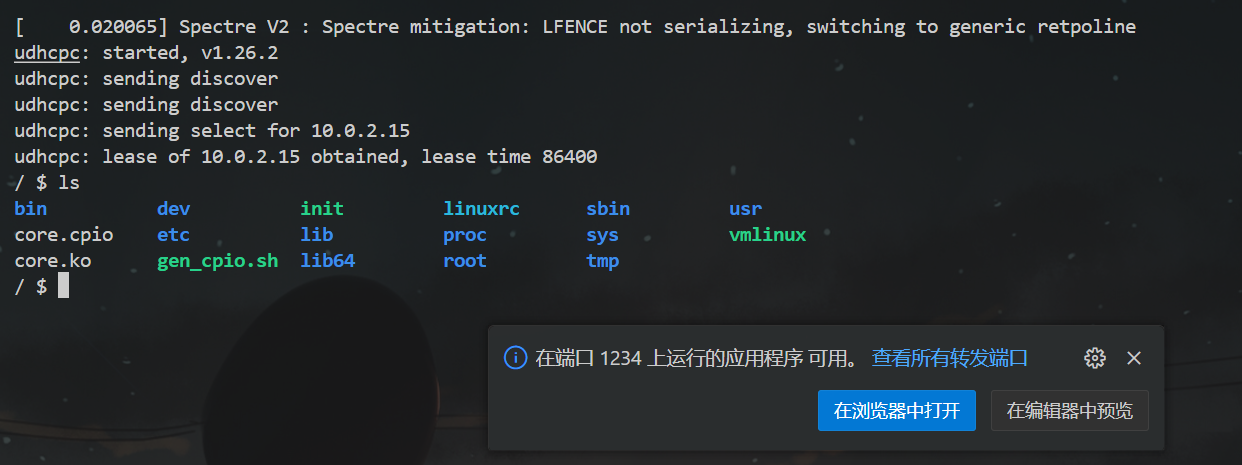 [    0.020065] Spectre V2 : Spectre mitigation: LFENCE not serializing, switching to generic retpoline
udhcpc: started, v1.26.2
udhcpc: sending discover
udhcpc: sending discover
udhcpc: sending select for 10.0.2.15
udhcpc: lease of 10.0.2.15 obtained, lease time 86400
/ $ ls
bin          dev          init         linuxrc      sbin         usr
core.cpio    etc          lib          proc         sys          vmlinux
core.ko      gen_cpio.sh  lib64        root         tmp
/ $
在端口 1234 上运行的应用程序 可用。 查看所有转发端口
在浏览器中打开 在编辑器中预览